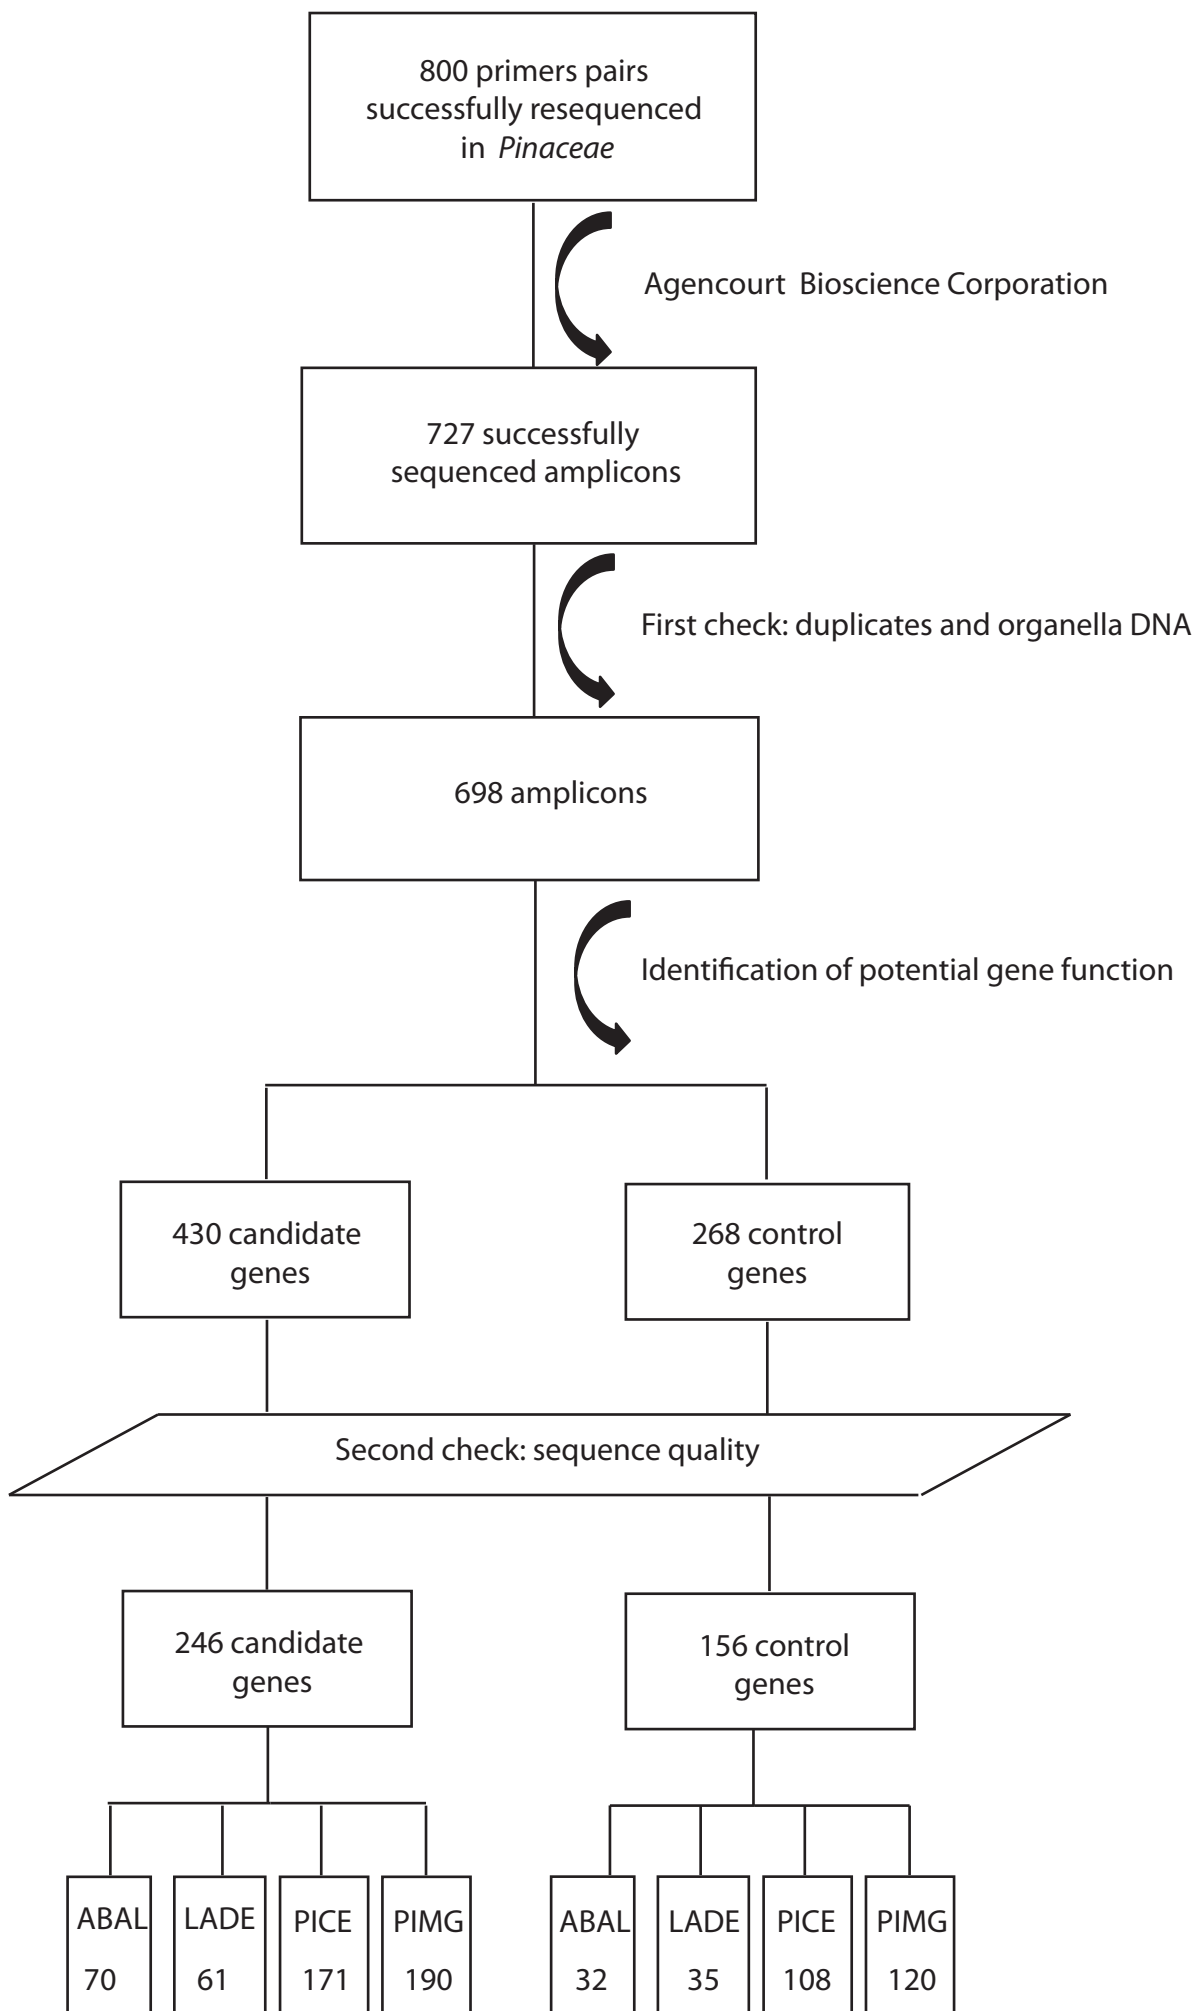 800 primers pairs
successfully resequenced
in Pinaceae
Agencourt Bioscience Corporation
727 successfully
sequenced amplicons
First check: duplicates and organella DNA
698 amplicons
Identification of potential gene function
430 candidate
genes
268 control
genes
Second check: sequence quality
246 candidate
genes
156 control
genes
ABAL
70
LADE
61
PICE
171
PIMG
190
ABAL
32
LADE
35
PICE
108
PIMG
120